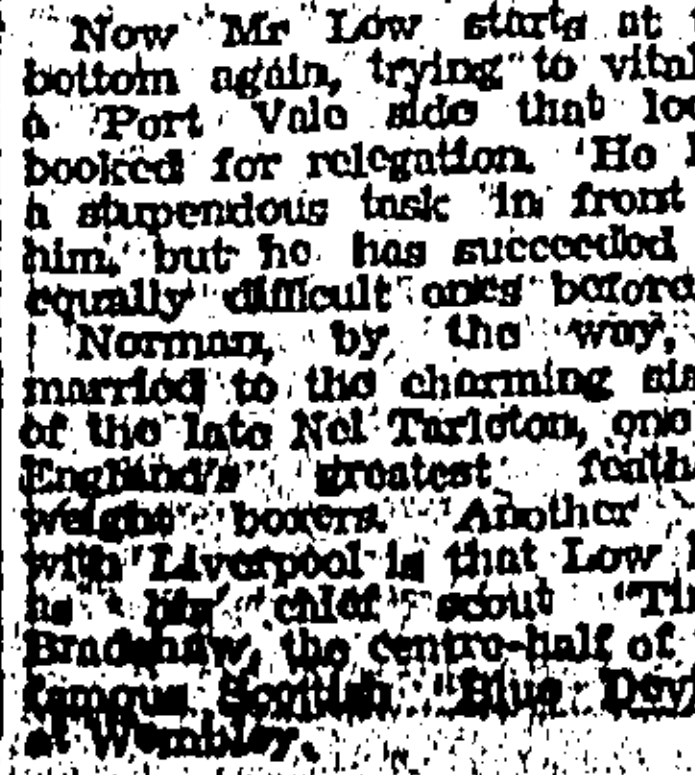 Now Mr Low starts at
bottom again, trying to vital
a Port Vale side that lo
booked for relegation. He
a stupendous task in front
him, but he has succeeded
equally difficult ones before
Norman, by the way,
married to the charming sis
of the late Nel Tarleton, one
England's greatest feath
weight boxers. Another
with Liverpool is that Low
as his chief scout "Ti
Bradshaw, the centre-half of
famous Scottish "Blue Dev
at Wembley.